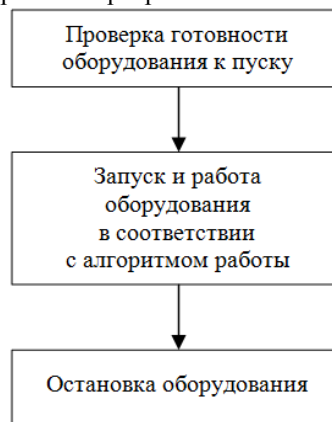 Проверка готовности
оборудования к пуску
Запуск и работа
оборудования
в соответствии
с алгоритмом работы
Остановка оборудования